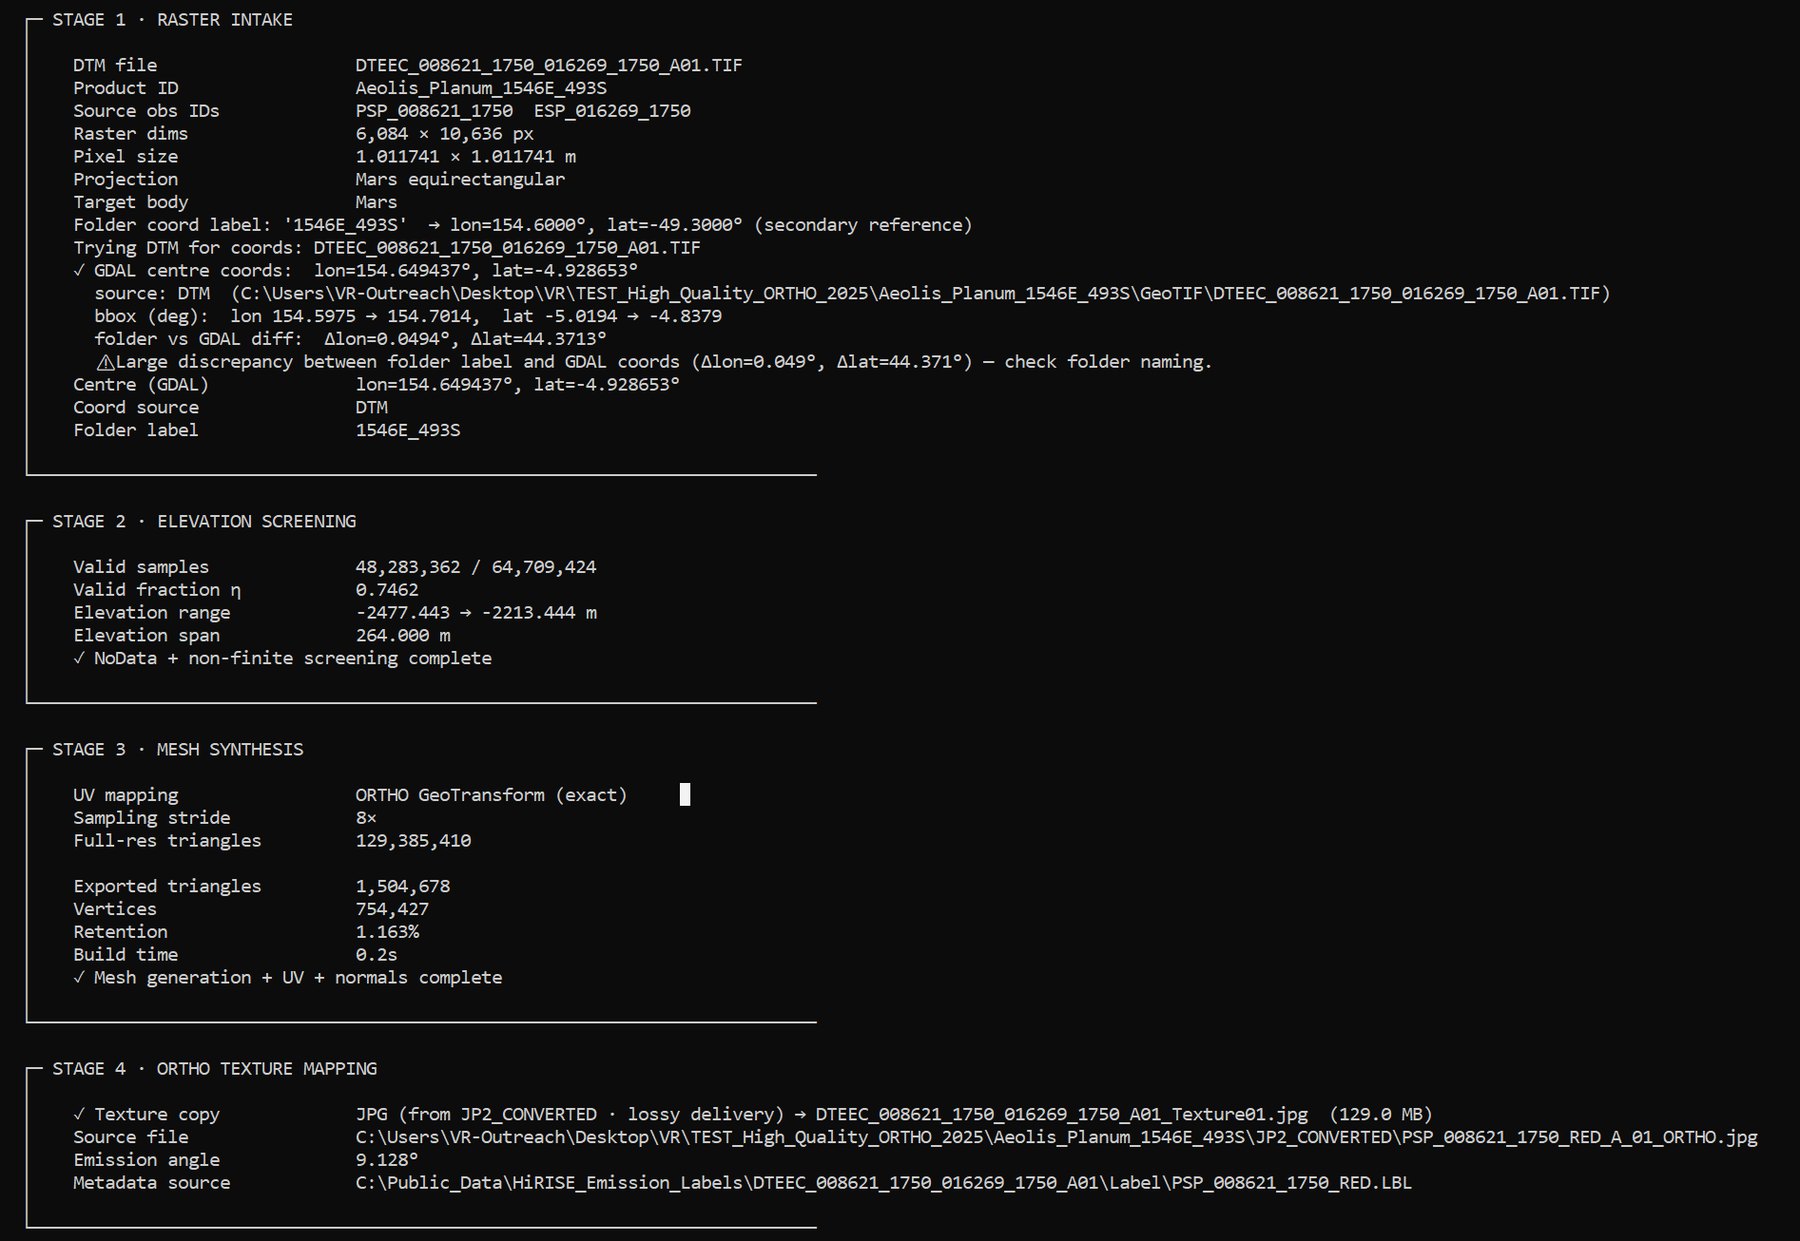 STAGE 1 · RASTER INTAKE
DTM file DTEEC_008621_1750_016269_1750_A01.TIF
Product ID Aeolis_Planum_1546E_493S
Source obs IDs PSP_008621_1750 ESP_016269_1750
Raster dims 6,084 × 10,636 px
Pixel size 1.011741 × 1.011741 m
Projection Mars equirectangular
Target body Mars
Folder coord label: '1546E_493S' → lon=154.6000°, lat=-49.3000° (secondary reference)
Trying DTM for coords: DTEEC_008621_1750_016269_1750_A01.TIF
✓ GDAL centre coords: lon=154.649437°, lat=-4.928653°
source: DTM (C:\Users\VR-Outreach\Desktop\VR\TEST_High_Quality_ORTHO_2025\Aeolis_Planum_1546E_493S\GeoTIF\DTEEC_008621_1750_016269_1750_A01.TIF)
bbox (deg): lon 154.5975 → 154.7014, lat -5.0194 → -4.8379
folder vs GDAL diff: Δlon=0.0494°, Δlat=44.3713°
⚠Large discrepancy between folder label and GDAL coords (Δlon=0.049°, Δlat=44.371°) — check folder naming.
Centre (GDAL) lon=154.649437°, lat=-4.928653°
Coord source DTM
Folder label 1546E_493S
STAGE 2 · ELEVATION SCREENING
Valid samples 48,283,362 / 64,709,424
Valid fraction η 0.7462
Elevation range -2477.443 → -2213.444 m
Elevation span 264.000 m
✓ NoData + non-finite screening complete
STAGE 3 · MESH SYNTHESIS
UV mapping ORTHO GeoTransform (exact)
Sampling stride 8×
Full-res triangles 129,385,410
Exported triangles 1,504,678
Vertices 754,427
Retention 1.163%
Build time 0.2s
✓ Mesh generation + UV + normals complete
STAGE 4 · ORTHO TEXTURE MAPPING
✓ Texture copy JPG (from JP2_CONVERTED · lossy delivery) → DTEEC_008621_1750_016269_1750_A01_Texture01.jpg (129.0 MB)
Source file C:\Users\VR-Outreach\Desktop\VR\TEST_High_Quality_ORTHO_2025\Aeolis_Planum_1546E_493S\JP2_CONVERTED\PSP_008621_1750_RED_A_01_ORTHO.jpg
Emission angle 9.128°
Metadata source C:\Public_Data\HiRISE_Emission_Labels\DTEEC_008621_1750_016269_1750_A01\Label\PSP_008621_1750_RED.LBL